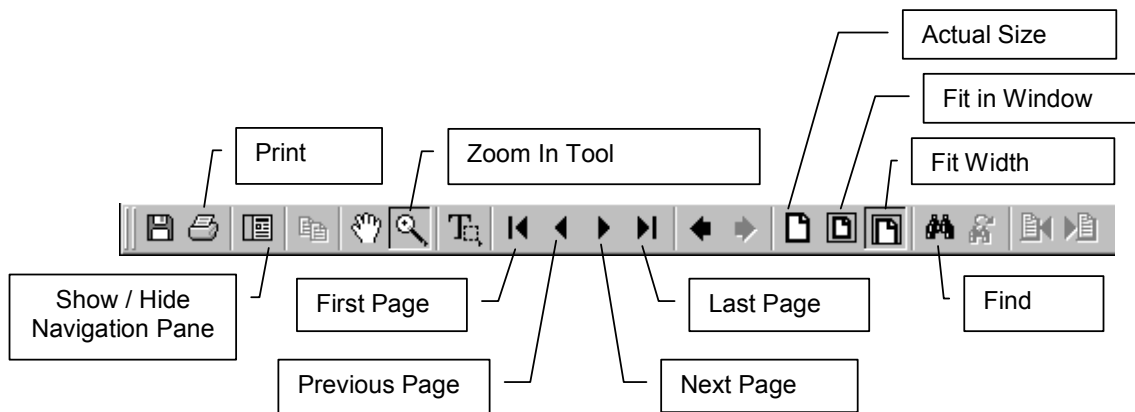 Actual Size
Fit in Window
Print
Zoom In Tool
Fit Width
Show / Hide
Navigation Pane
First Page
Last Page
Find
Previous Page
Next Page